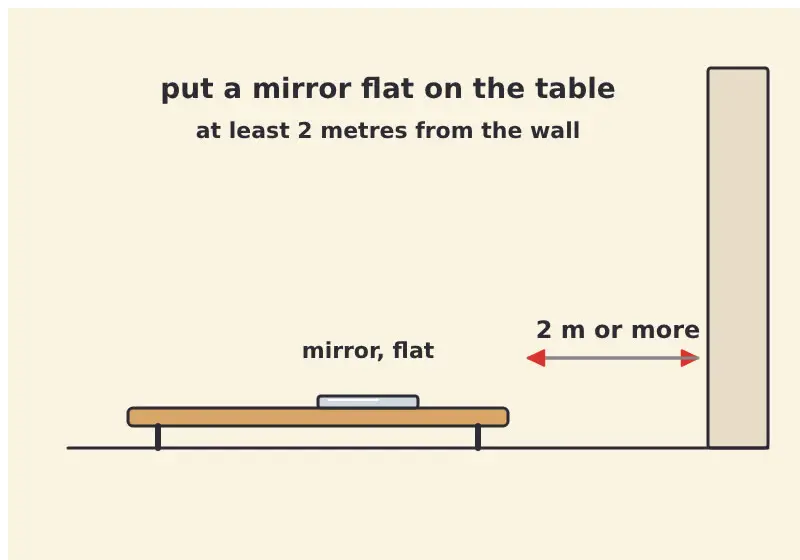 put a mirror flat on the table
at least 2 metres from the wall
2 m or more
mirror, flat